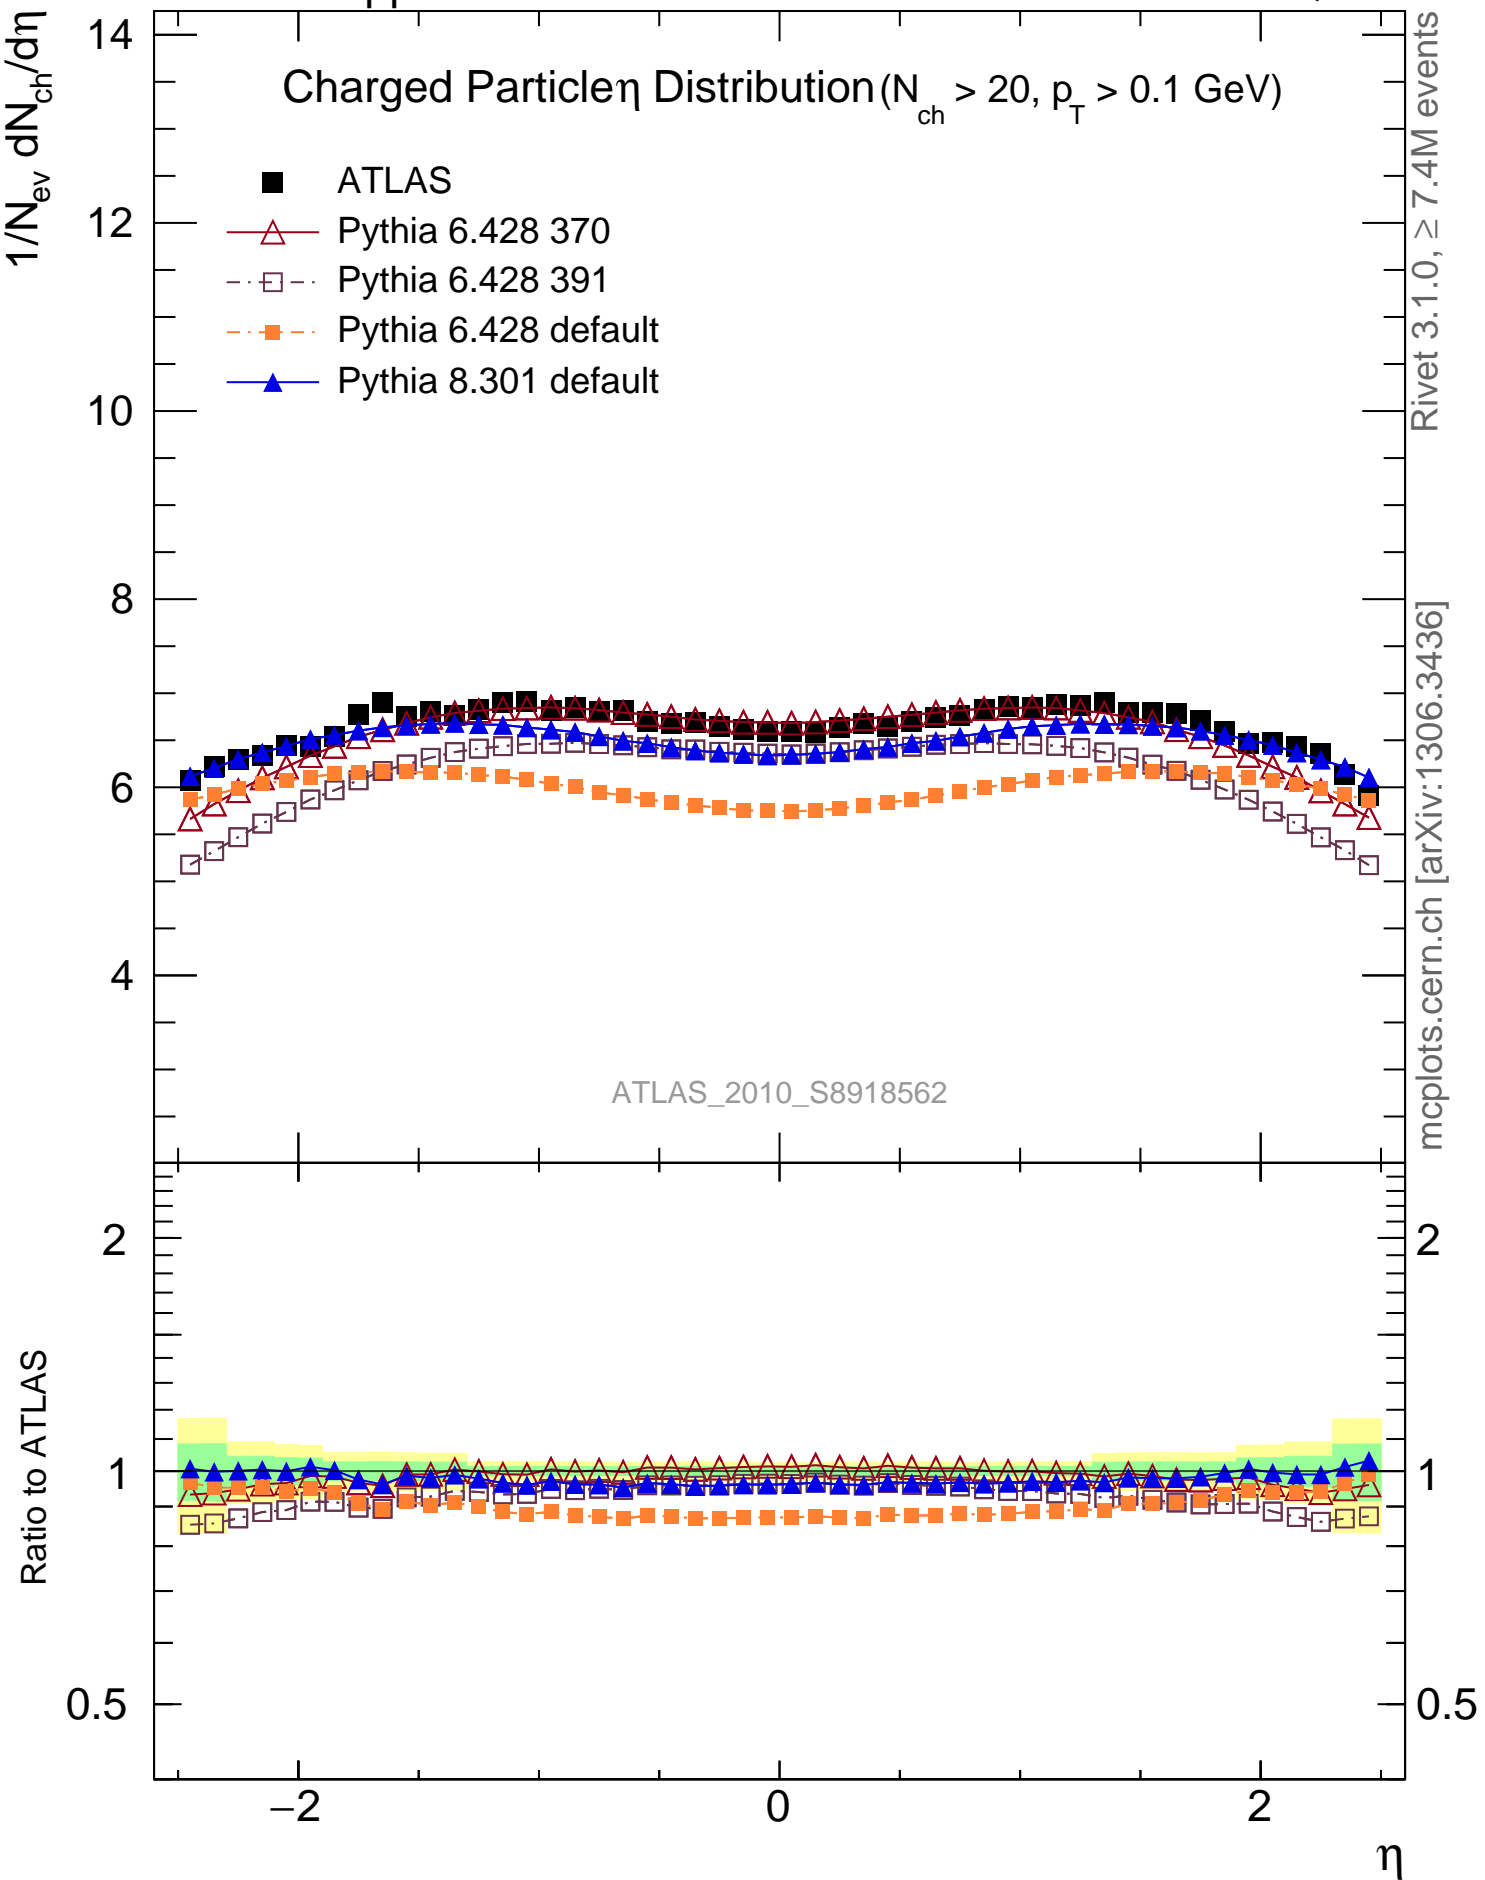 Charged Particleη Distribution (N_ch > 20, p_T > 0.1 GeV)
1/N_ev dN_ch/dη
ATLAS
Pythia 6.428 370
Pythia 6.428 391
Pythia 6.428 default
Pythia 8.301 default
14
12
10
8
6
4
ATLAS_2010_S8918562
Rivet 3.1.0, ≥ 7.4M events
mcplots.cern.ch [arXiv:1306.3436]
Ratio to ATLAS
2
1
0.5
2
1
0.5
−2
0
2
η